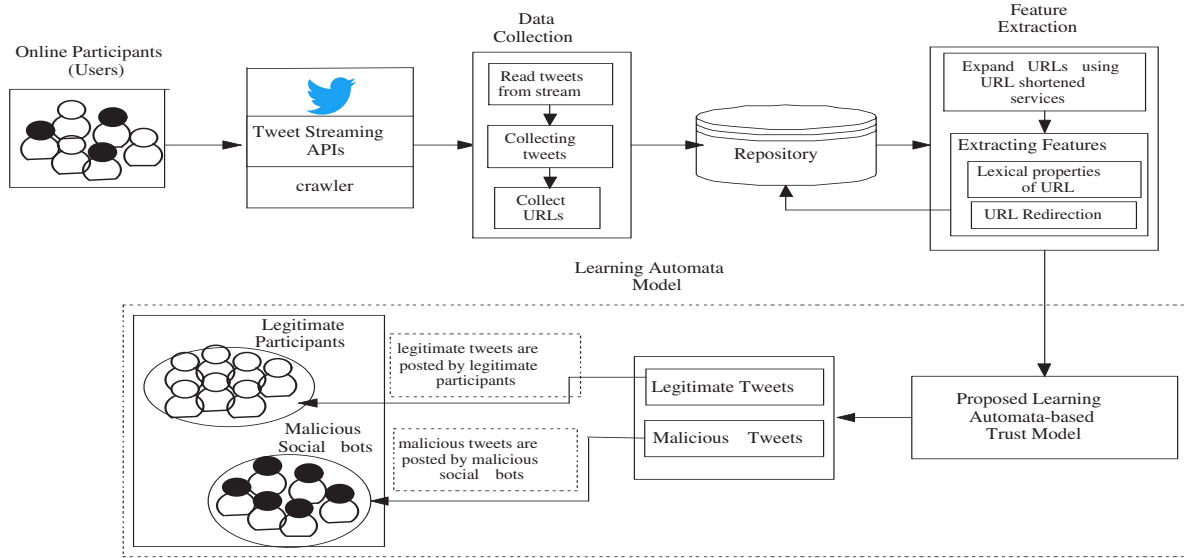 Online Participants
(Users)
Tweet Streaming
APIs
crawler
Data
Collection
Read tweets
from stream
Collecting
tweets
Collect
URLs
Repository
Feature
Extraction
Expand URLs using
URL shortened
services
Extracting Features
Lexical properties
of URL
URL Redirection
Learning Automata
Model
Legitimate
Participants
legitimate tweets are
posted by legitimate
participants
Legitimate Tweets
Malicious Tweets
Proposed Learning
Automata-based
Trust Model
Malicious
Social bots
malicious tweets are
posted by malicious
social bots